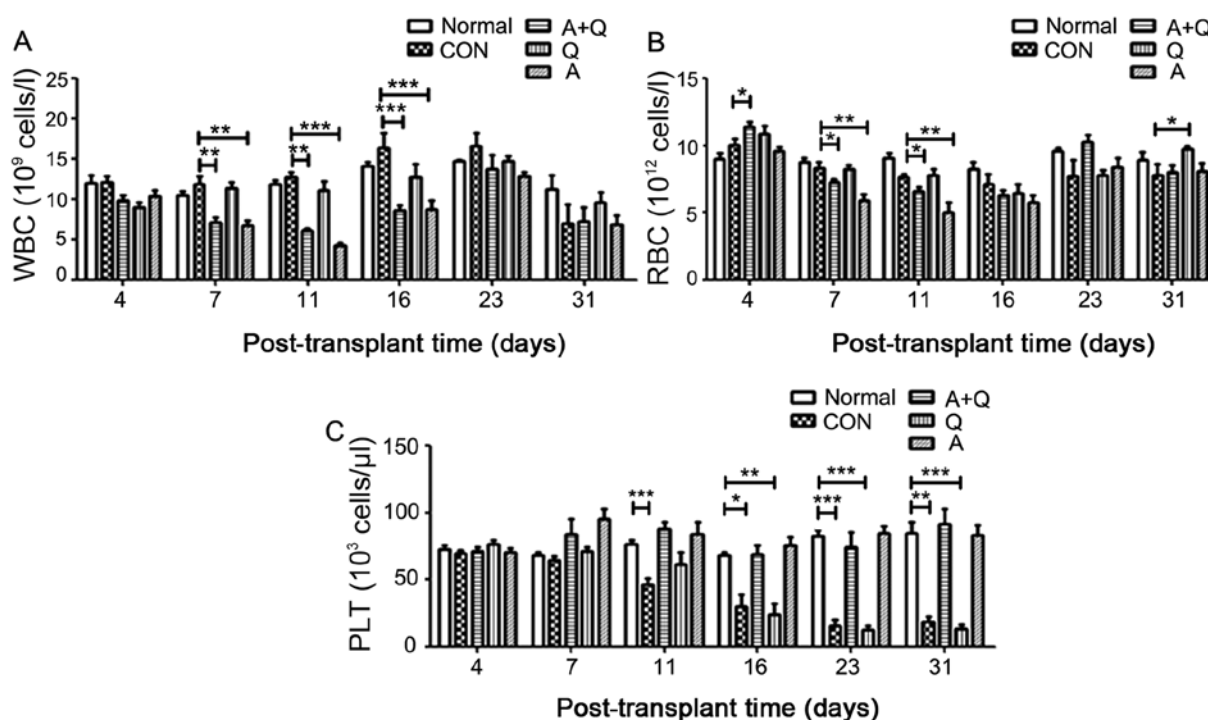 A
Normal
A+Q
CON
Q
A
WBC (10⁹ cells/l)
25
20
15
10
5
0
**
**
***
**
***
***
4 7 11 16 23 31
Post-transplant time (days)
B
Normal
A+Q
CON
Q
A
RBC (10¹² cells/l)
15
10
5
0
*
**
*
**
*
*
4 7 11 16 23 31
Post-transplant time (days)
C
Normal
A+Q
CON
Q
A
PLT (10³ cells/µl)
150
100
50
0
***
**
*
***
***
***
**
4 7 11 16 23 31
Post-transplant time (days)